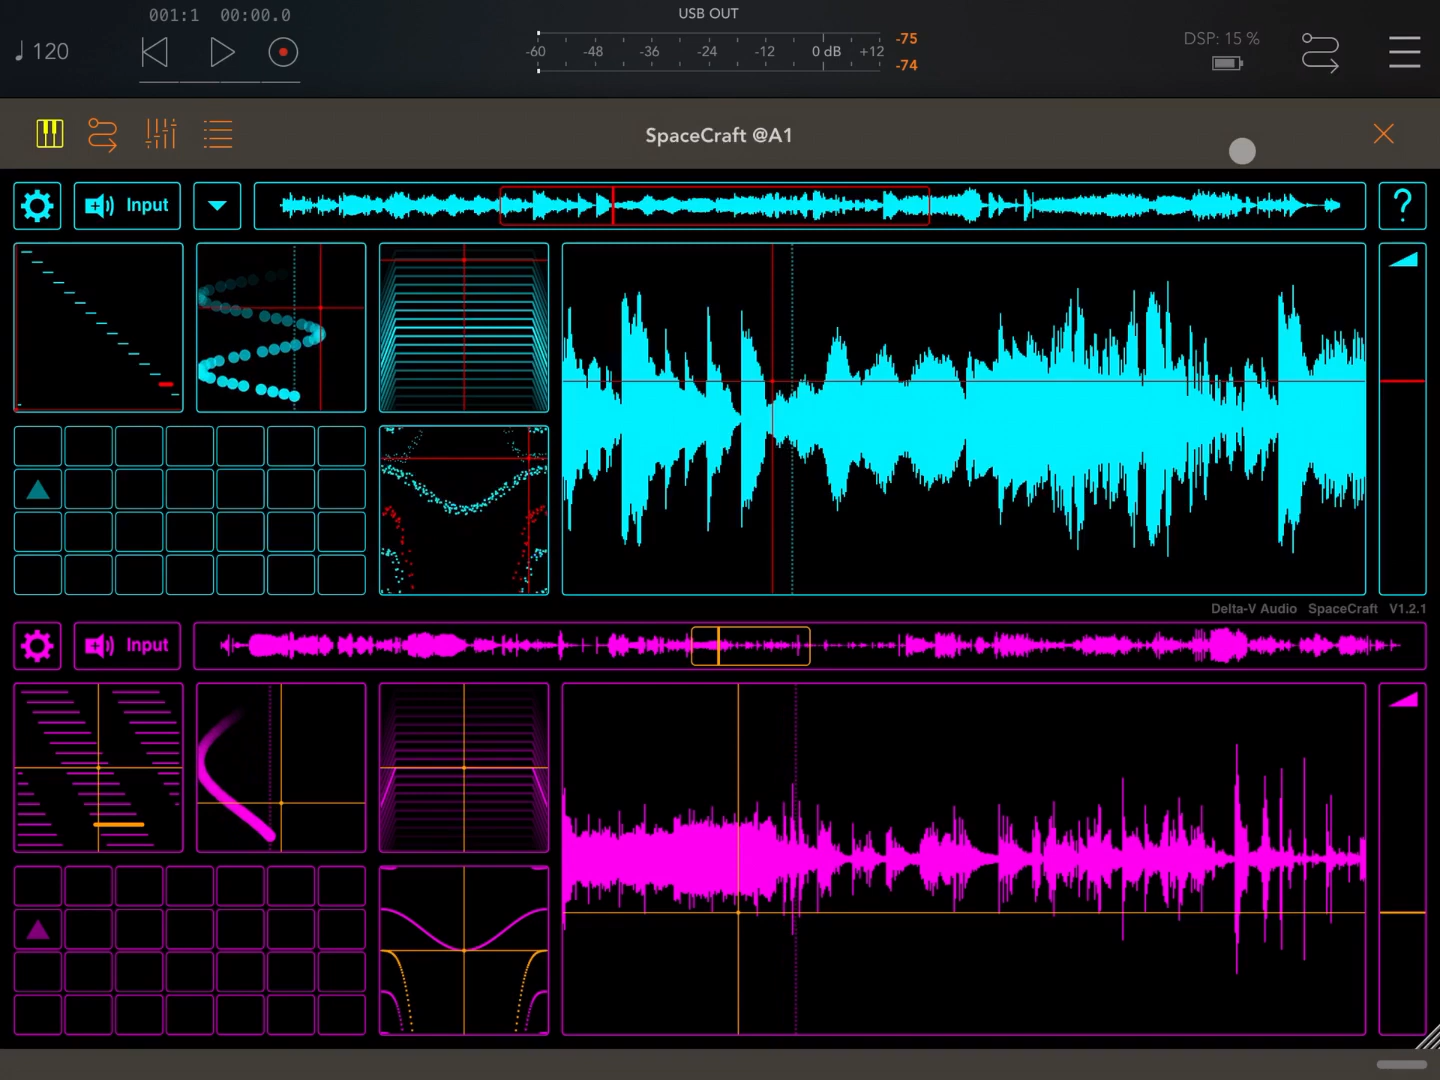 001:1 00:00.0
USB OUT
120
-60 -48 -36 -24 -12 0 dB +12
-75
-74
DSP: 15 %
SpaceCraft @A1
Input
?
Delta-V Audio SpaceCraft V1.2.1
Input